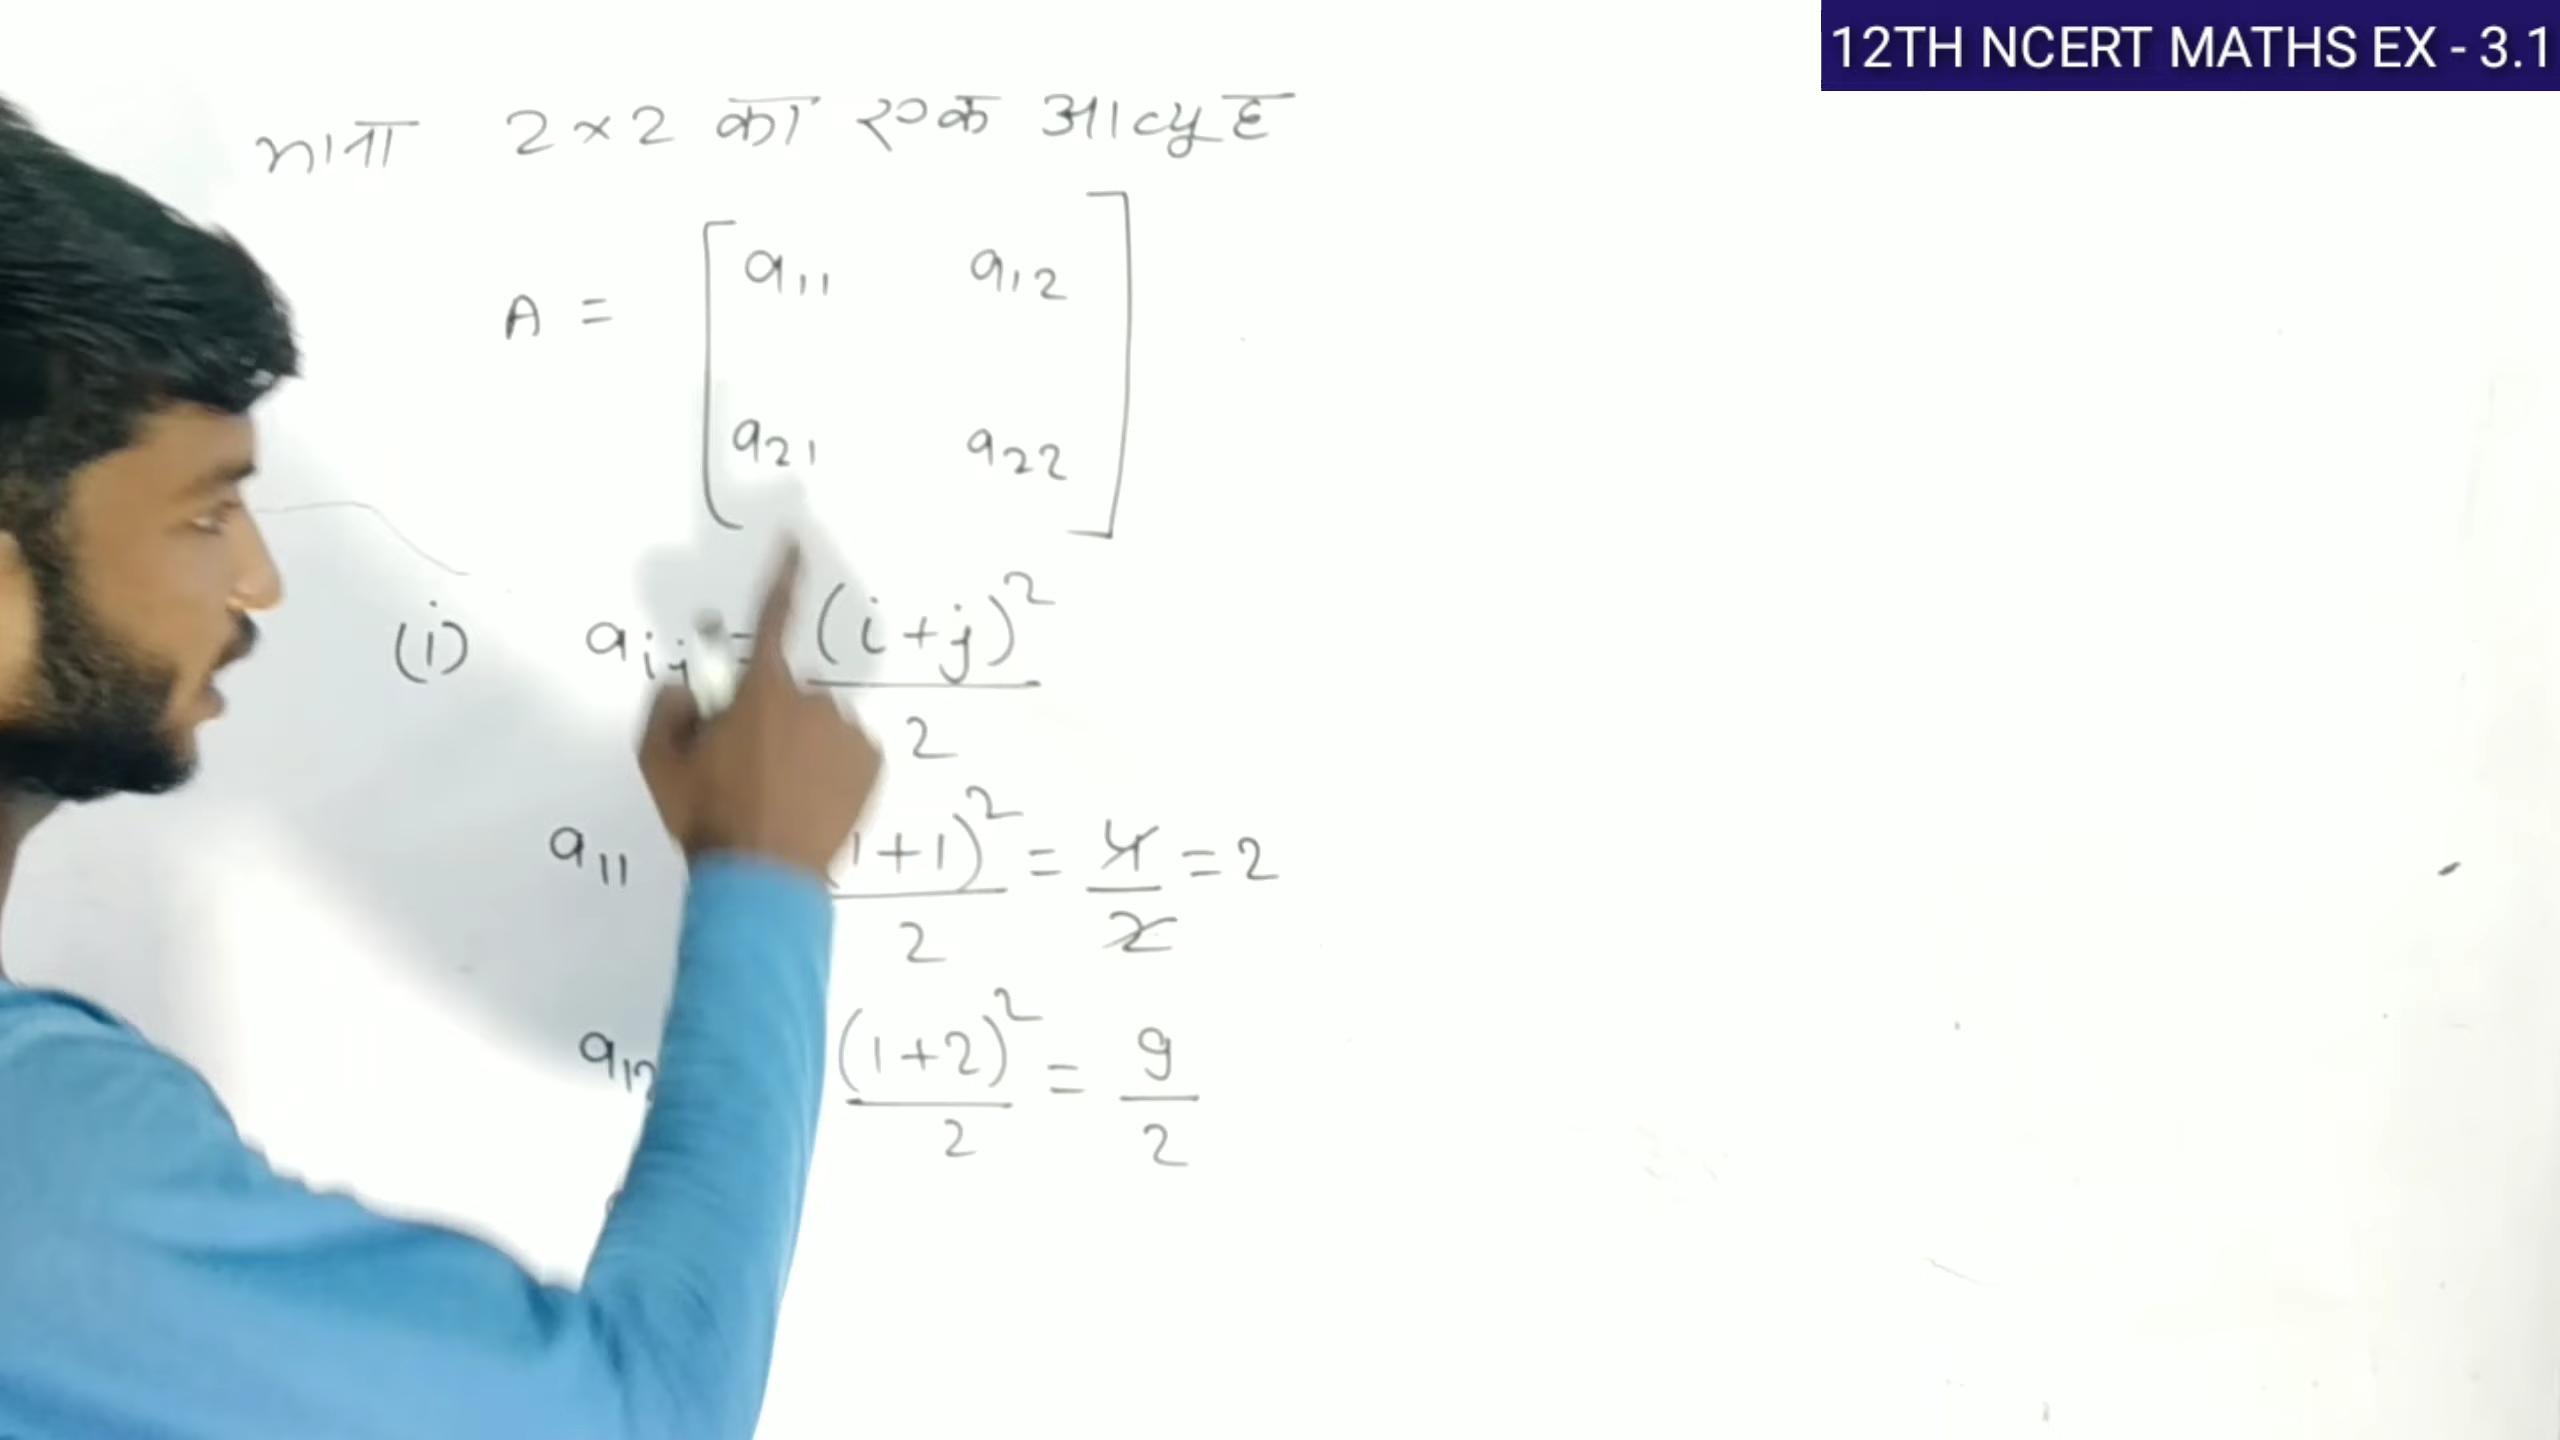 12TH NCERT MATHS EX - 3.1
माना 2×2 का एक आव्यूह
A = [a₁₁ a₁₂
a₂₁ a₂₂]
(i) aᵢⱼ = (i+j)²/2
a₁₁ (1+1)²/2 = 4/2 = 2
a₁₂ (1+2)²/2 = 9/2